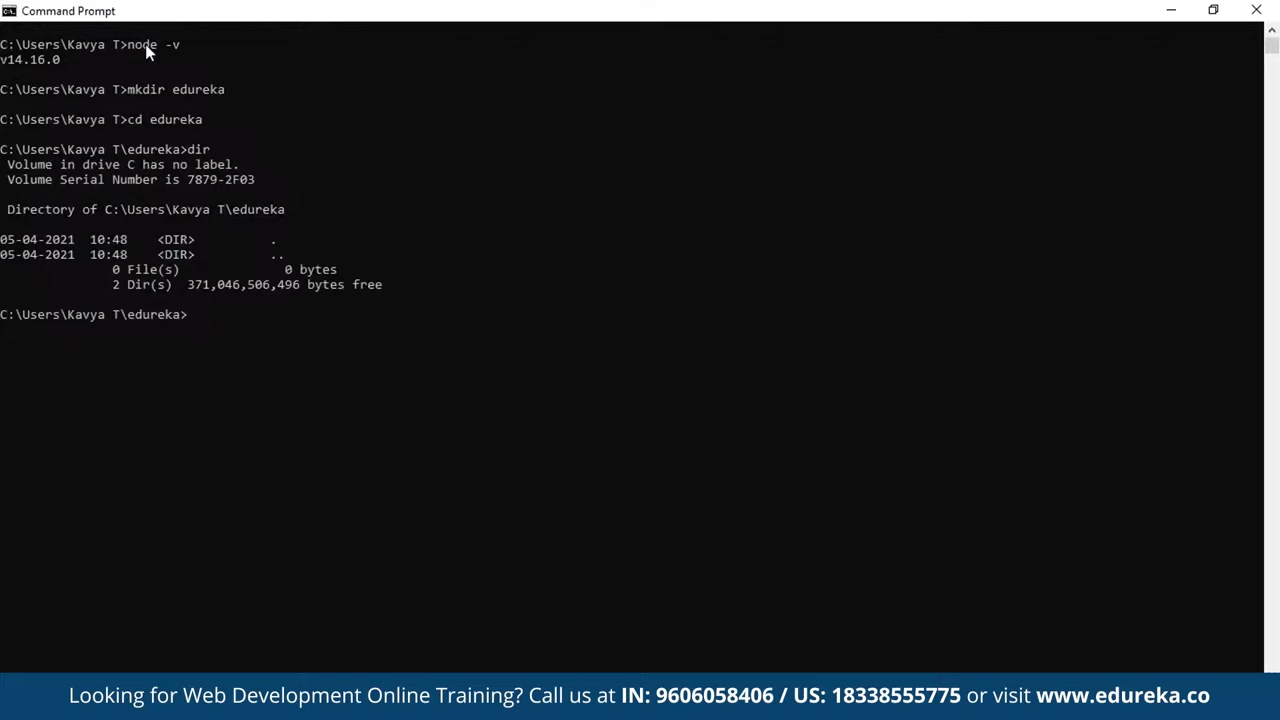 Command Prompt
C:\Users\Kavya T>node -v
v14.16.0
C:\Users\Kavya T>mkdir edureka
C:\Users\Kavya T>cd edureka
C:\Users\Kavya T\edureka>dir
Volume in drive C has no label.
Volume Serial Number is 7879-2F03
Directory of C:\Users\Kavya T\edureka
05-04-2021 10:48 <DIR> .
05-04-2021 10:48 <DIR> ..
0 File(s) 0 bytes
2 Dir(s) 371,046,506,496 bytes free
C:\Users\Kavya T\edureka>
Looking for Web Development Online Training? Call us at IN: 9606058406 / US: 18338555775 or visit www.edureka.co